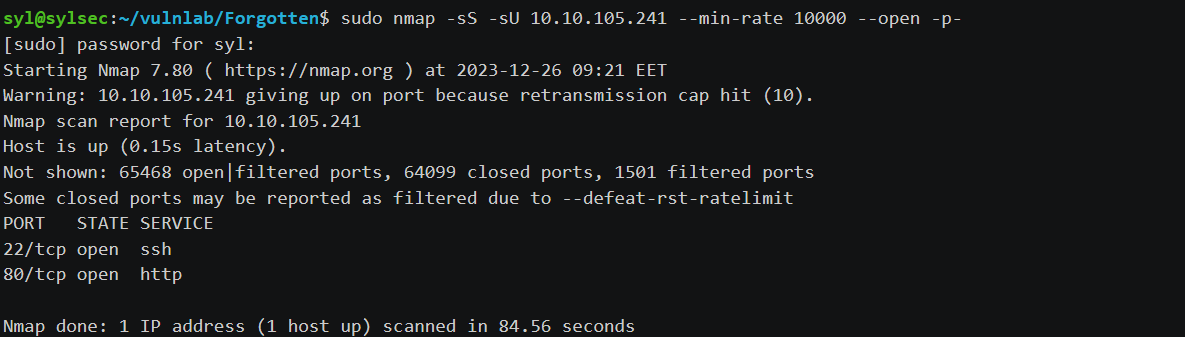 syl@sylsec:~/vulnlab/Forgotten$ sudo nmap -sS -sU 10.10.105.241 --min-rate 10000 --open -p-
[sudo] password for syl:
Starting Nmap 7.80 ( https://nmap.org ) at 2023-12-26 09:21 EET
Warning: 10.10.105.241 giving up on port because retransmission cap hit (10).
Nmap scan report for 10.10.105.241
Host is up (0.15s latency).
Not shown: 65468 open|filtered ports, 64099 closed ports, 1501 filtered ports
Some closed ports may be reported as filtered due to --defeat-rst-ratelimit
PORT   STATE SERVICE
22/tcp open  ssh
80/tcp open  http
Nmap done: 1 IP address (1 host up) scanned in 84.56 seconds